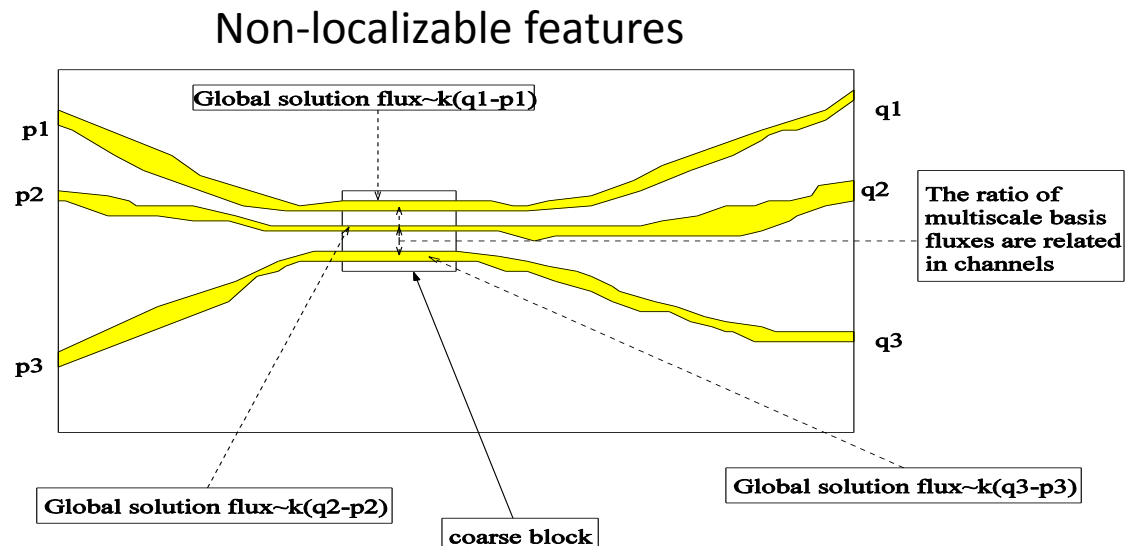 Non-localizable features
Global solution flux~k(q1-p1)
p1
q1
p2
q2
The ratio of
multiscale basis
fluxes are related
in channels
p3
q3
Global solution flux~k(q3-p3)
Global solution flux~k(q2-p2)
coarse block